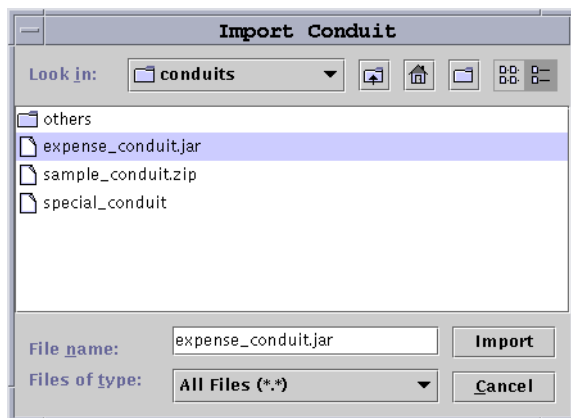 Import Conduit
Look in: conduits
others
expense_conduit.jar
sample_conduit.zip
special_conduit
File name: expense_conduit.jar Import
Files of type: All Files (*.*) Cancel